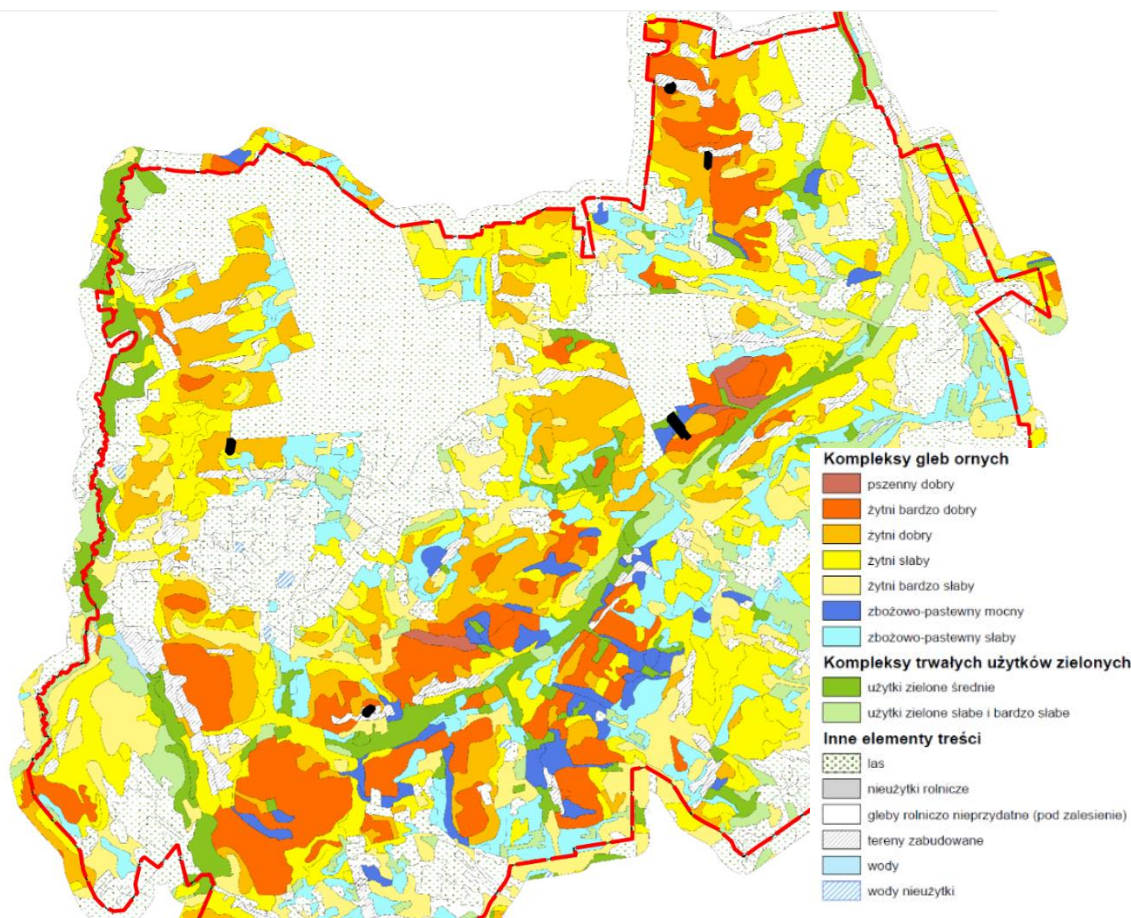 Kompleksy gleb ornych
pszenny dobry
żytni bardzo dobry
żytni dobry
żytni słaby
żytni bardzo słaby
zbożowo-pastewny mocny
zbożowo-pastewny słaby
Kompleksy trwałych użytków zielonych
użytki zielone średnie
użytki zielone słabe i bardzo słabe
Inne elementy treści
las
nieużytki rolnicze
gleby rolniczo nieprzydatne (pod zalesienie)
tereny zabudowane
wody
wody nieużytki